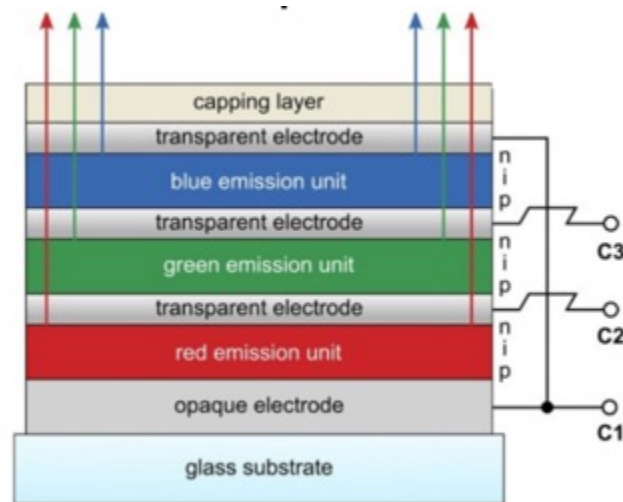 capping layer
transparent electrode
n
i
p
blue emission unit
transparent electrode
C3
n
i
p
green emission unit
transparent electrode
C2
n
i
p
red emission unit
opaque electrode
C1
glass substrate